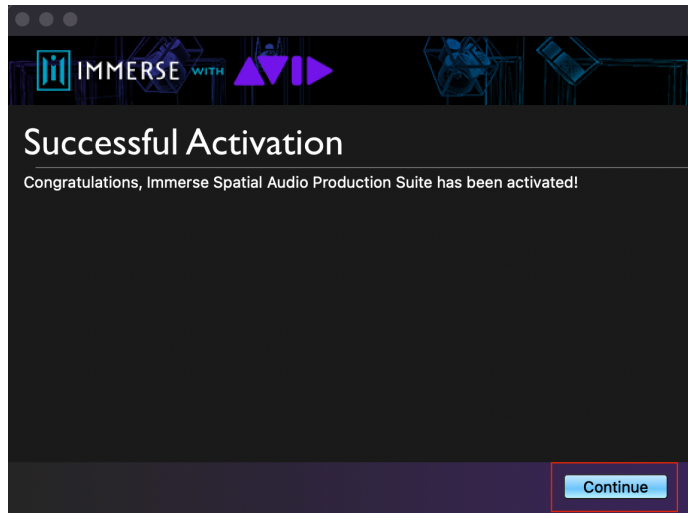 IMMERSE WITH AVID
Successful Activation
Congratulations, Immerse Spatial Audio Production Suite has been activated!
Continue